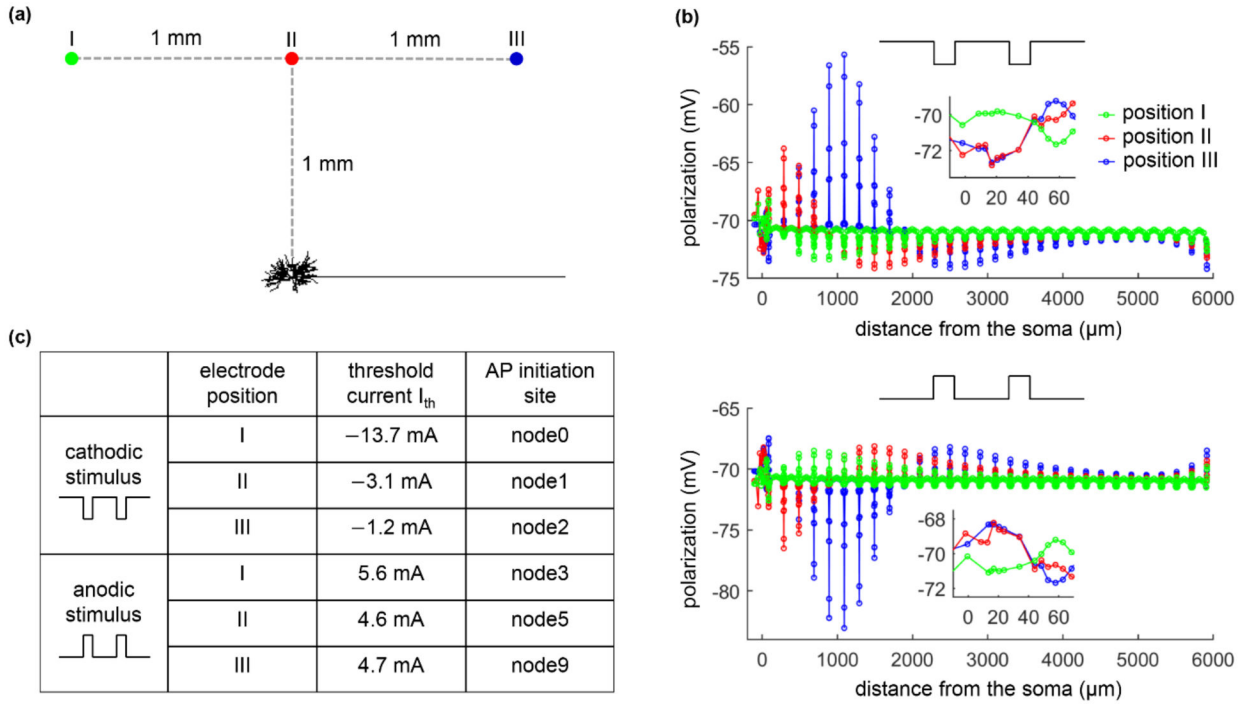 (a)
I
1 mm
II
1 mm
III
1 mm
(b)
-55
-60
-65
-70
-75
polarization (mV)
0
1000
2000
3000
4000
5000
6000
distance from the soma (µm)
-70
-72
0
20
40
60
position I
position II
position III
-65
-70
-75
-80
polarization (mV)
0
1000
2000
3000
4000
5000
6000
distance from the soma (µm)
-68
-70
-72
0
20
40
60
(c)
electrode position
threshold current Ith
AP initiation site
cathodic stimulus
I
−13.7 mA
node0
II
−3.1 mA
node1
III
−1.2 mA
node2
anodic stimulus
I
5.6 mA
node3
II
4.6 mA
node5
III
4.7 mA
node9